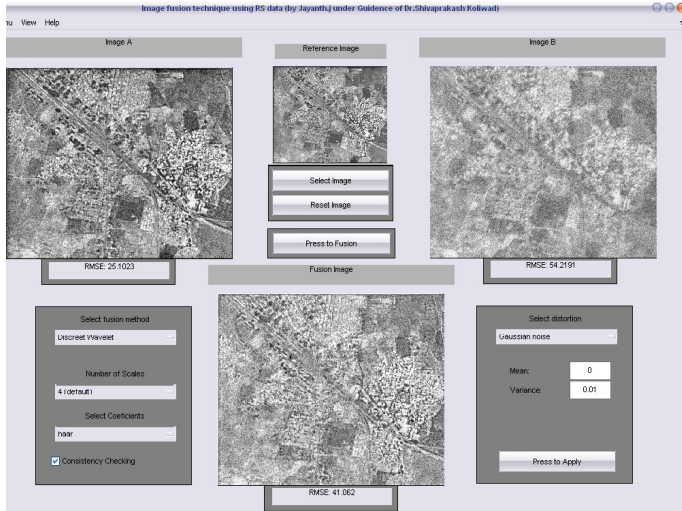 Image fusion technique using RS data (by Jayanth.j under Guidence of Dr.Shivaprakash Koliwad)
View Help
Image A
Reference Image
Image B
Select Image
Reset Image
Press to Fusion
RMSE: 25.1023
RMSE: 54.2191
Fusion Image
Select fusion method
Discreet Wavelet
Number of Scales
4 (default)
Select Coeficients
haar
Consistency Checking
Select distortion
Gaussian noise
Mean: 0
Variance: 0.01
Press to Apply
RMSE: 41.062